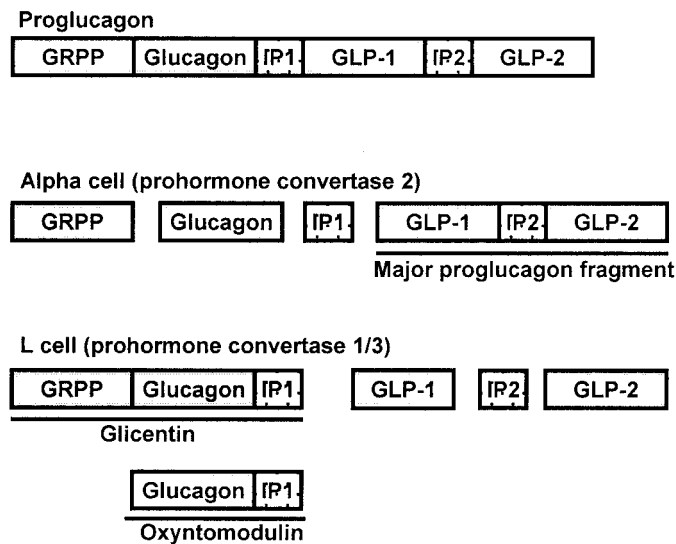 Proglucagon
GRPP Glucagon IP1 GLP-1 IP2 GLP-2
Alpha cell (prohormone convertase 2)
GRPP Glucagon IP1 GLP-1 IP2 GLP-2
Major proglucagon fragment
L cell (prohormone convertase 1/3)
GRPP Glucagon IP1 GLP-1 IP2 GLP-2
Glicentin
Glucagon IP1
Oxyntomodulin